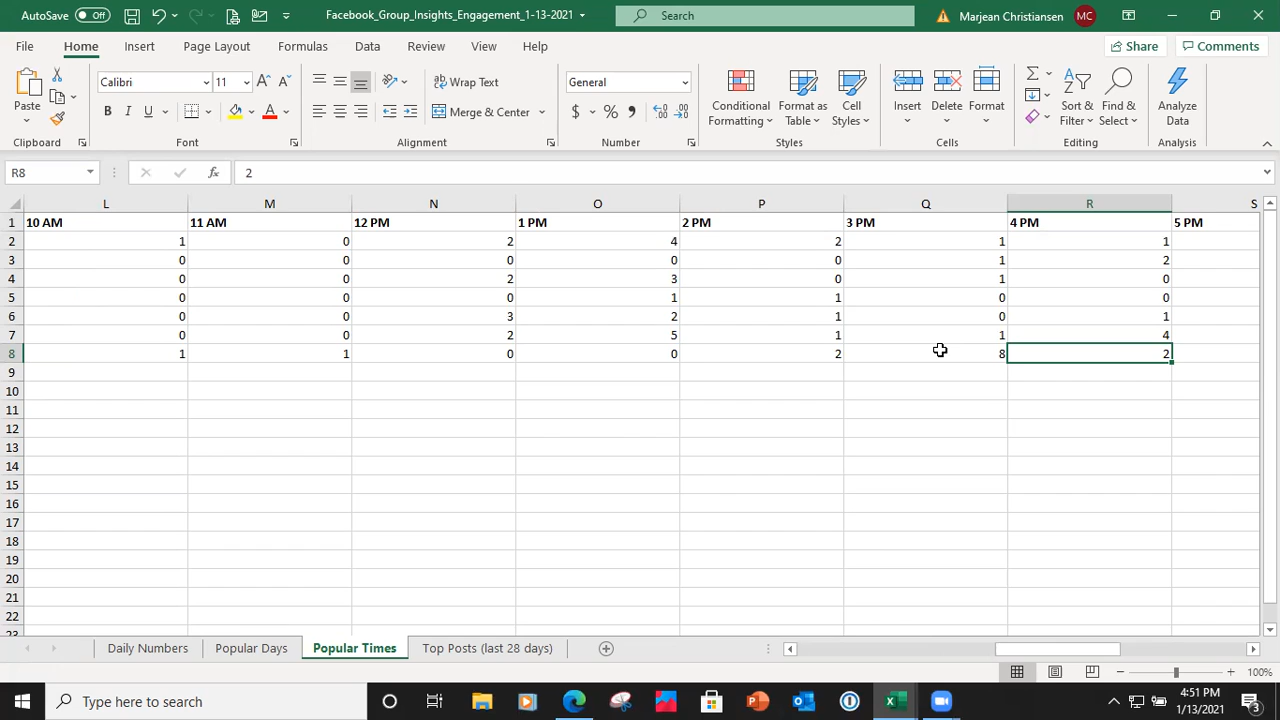 AutoSave Off Facebook_Group_Insights_Engagement_1-13-2021 Search Marjean Christiansen MC
File Home Insert Page Layout Formulas Data Review View Help Share Comments
Paste Calibri 11 A A Wrap Text General Conditional Formatting Format as Table Cell Styles Insert Delete Format Sort & Filter Find & Select Analyze Data
B I U A Merge & Center $ % ,
Clipboard Font Alignment Number Styles Cells Editing Analysis
R8 fx 2
L M N O P Q R S
1 10 AM 11 AM 12 PM 1 PM 2 PM 3 PM 4 PM 5 PM
2 1 0 2 4 2 1 1
3 0 0 0 0 0 1 2
4 0 0 2 3 0 1 0
5 0 0 0 1 1 0 0
6 0 0 3 2 1 0 1
7 0 0 2 5 1 1 4
8 1 1 0 0 2 8 2
9
10
11
12
13
14
15
16
17
18
19
20
21
22
23
Daily Numbers Popular Days Popular Times Top Posts (last 28 days)
100%
Type here to search
4:51 PM
1/13/2021
3